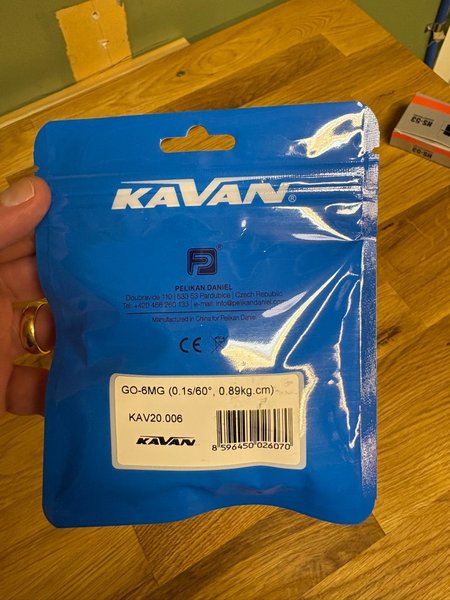 KAVAN®
PELIKAN DANIEL
Doubravice 110 | 533 53 Pardubice | Czech Republic
Tel.: +420 466 260 133 | e-mail: info@pelikandaniel.com
Manufactured in China for Pelikan Daniel
CE
GO-6MG (0.1s/60°, 0.89kg.cm)
KAV20.006
KAVAN
8 596450 026070
HS-53